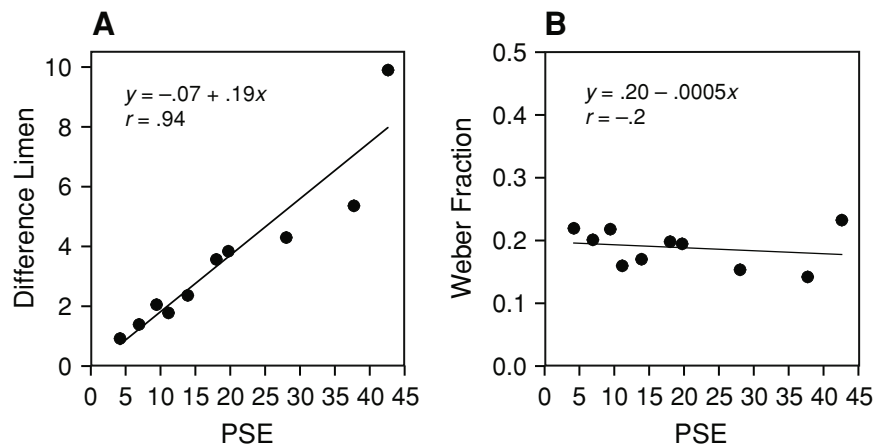 A
Difference Limen
10
8
6
4
2
0
y = –.07 + .19x
r = .94
0 5 10 15 20 25 30 35 40 45
PSE
B
Weber Fraction
0.5
0.4
0.3
0.2
0.1
0.0
y = .20 – .0005x
r = –.2
0 5 10 15 20 25 30 35 40 45
PSE